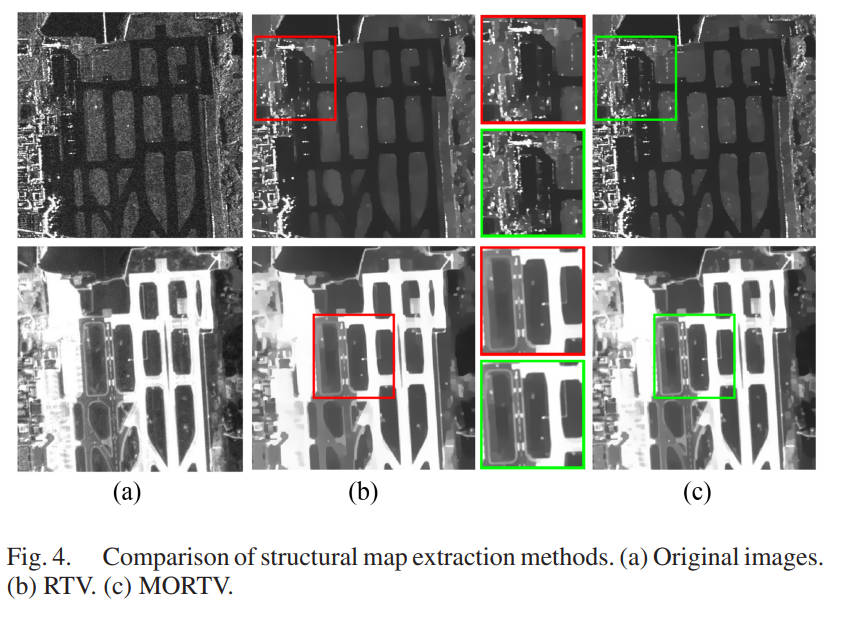 (a)
(b)
(c)
Fig. 4. Comparison of structural map extraction methods. (a) Original images.
(b) RTV. (c) MORTV.